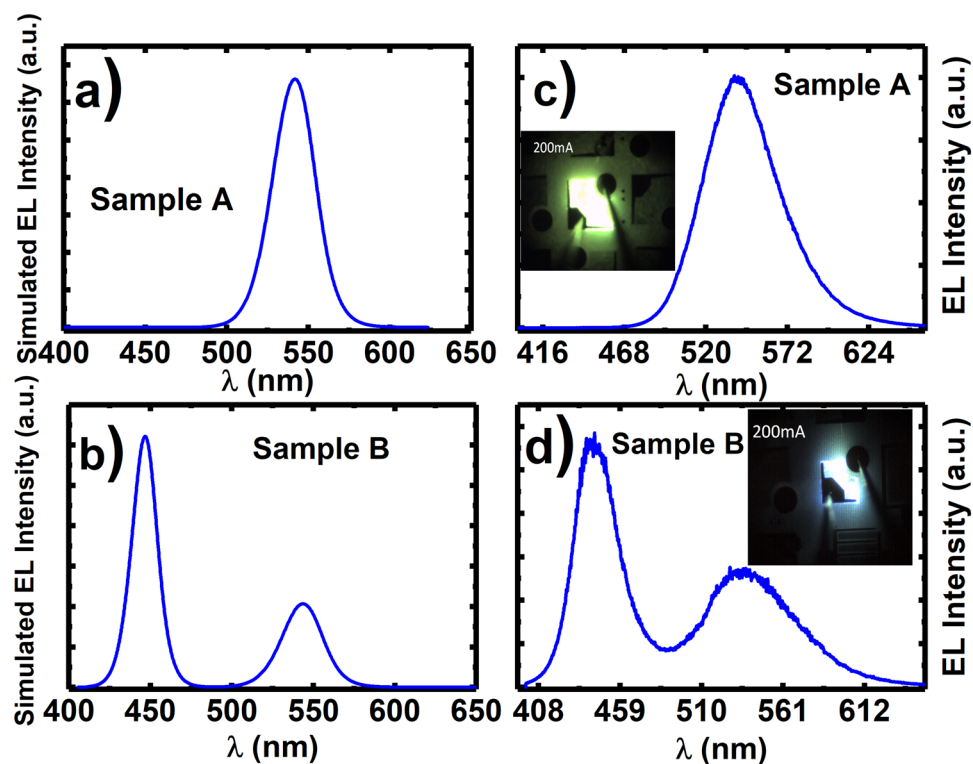 Simulated EL Intensity (a.u.)
a)
Sample A
400 450 500 550 600 650
λ (nm)
c)
Sample A
200mA
EL Intensity (a.u.)
416 468 520 572 624
λ (nm)
Simulated EL Intensity (a.u.)
b)
Sample B
400 450 500 550 600 650
λ (nm)
d)
Sample B
200mA
EL Intensity (a.u.)
408 459 510 561 612
λ (nm)